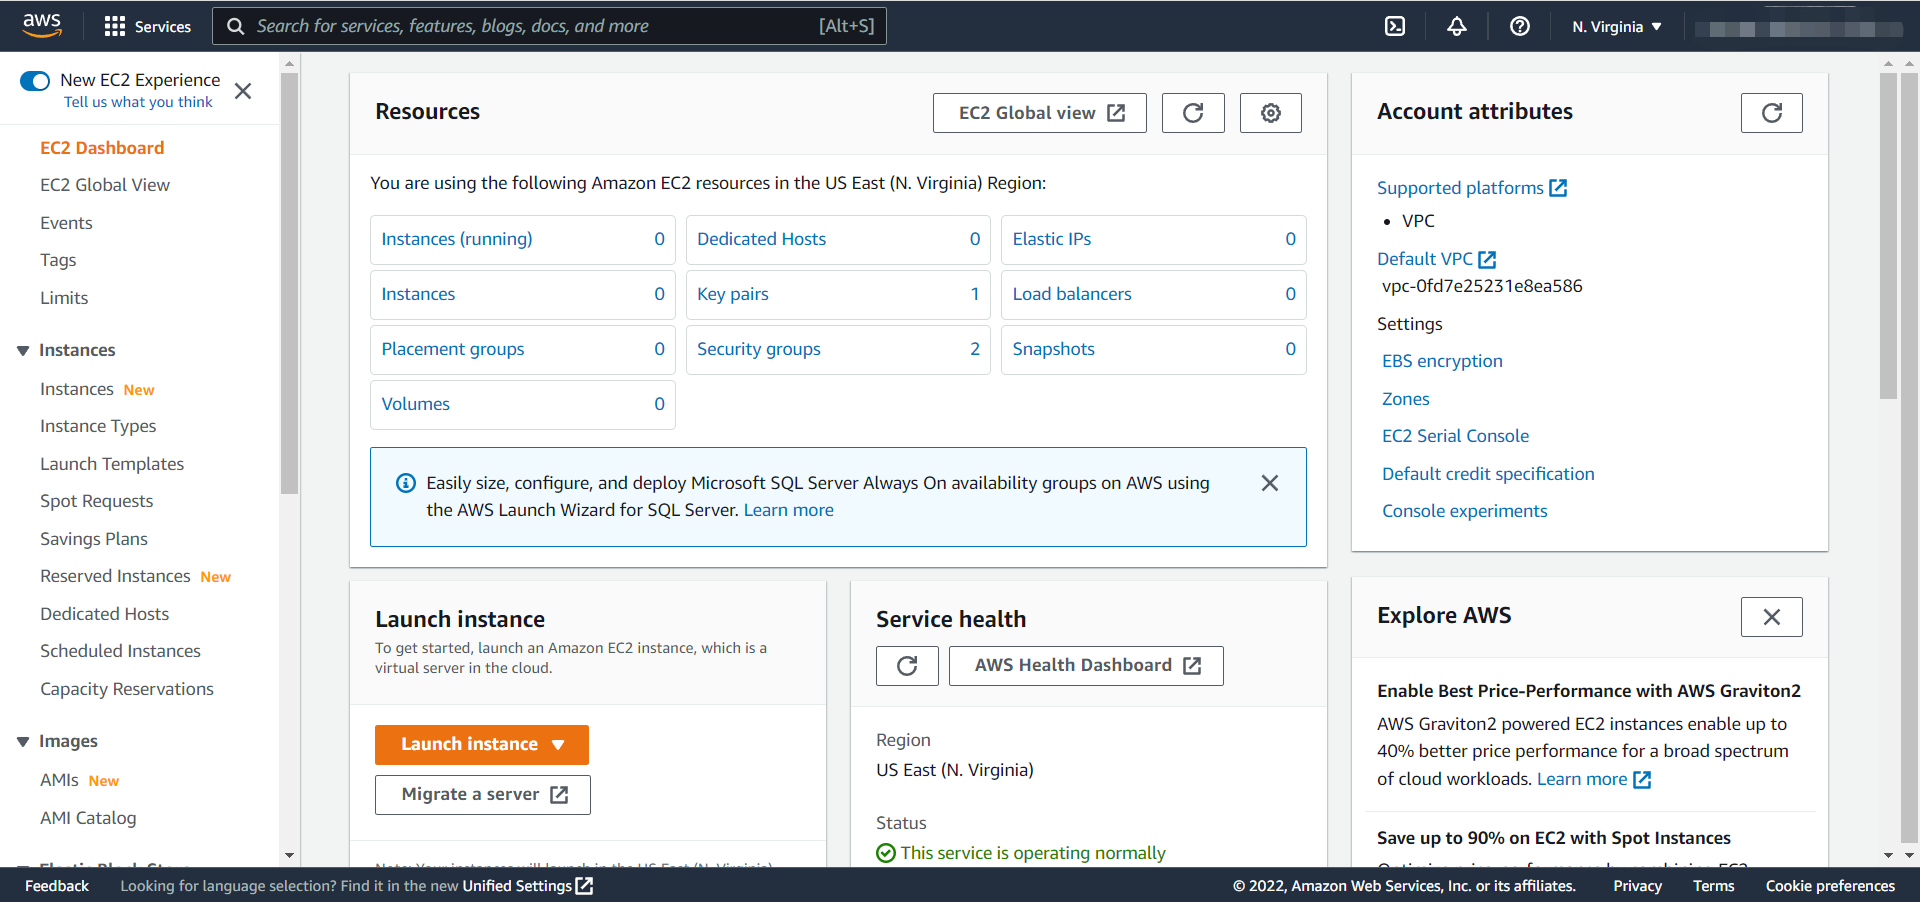 aws
Services
Search for services, features, blogs, docs, and more
[Alt+S]
N. Virginia
New EC2 Experience
Tell us what you think
EC2 Dashboard
EC2 Global View
Events
Tags
Limits
Instances
Instances New
Instance Types
Launch Templates
Spot Requests
Savings Plans
Reserved Instances New
Dedicated Hosts
Scheduled Instances
Capacity Reservations
Images
AMIs New
AMI Catalog
Resources
EC2 Global view
You are using the following Amazon EC2 resources in the US East (N. Virginia) Region:
Instances (running) 0
Dedicated Hosts 0
Elastic IPs 0
Instances 0
Key pairs 1
Load balancers 0
Placement groups 0
Security groups 2
Snapshots 0
Volumes 0
Easily size, configure, and deploy Microsoft SQL Server Always On availability groups on AWS using
the AWS Launch Wizard for SQL Server. Learn more
Launch instance
To get started, launch an Amazon EC2 instance, which is a
virtual server in the cloud.
Launch instance
Migrate a server
Note: Your instances will launch in the US East (N. Virginia)
Service health
AWS Health Dashboard
Region
US East (N. Virginia)
Status
This service is operating normally
Account attributes
Supported platforms
• VPC
Default VPC
vpc-0fd7e25231e8ea586
Settings
EBS encryption
Zones
EC2 Serial Console
Default credit specification
Console experiments
Explore AWS
Enable Best Price-Performance with AWS Graviton2
AWS Graviton2 powered EC2 instances enable up to
40% better price performance for a broad spectrum
of cloud workloads. Learn more
Save up to 90% on EC2 with Spot Instances
Feedback
Looking for language selection? Find it in the new Unified Settings
© 2022, Amazon Web Services, Inc. or its affiliates.
Privacy
Terms
Cookie preferences